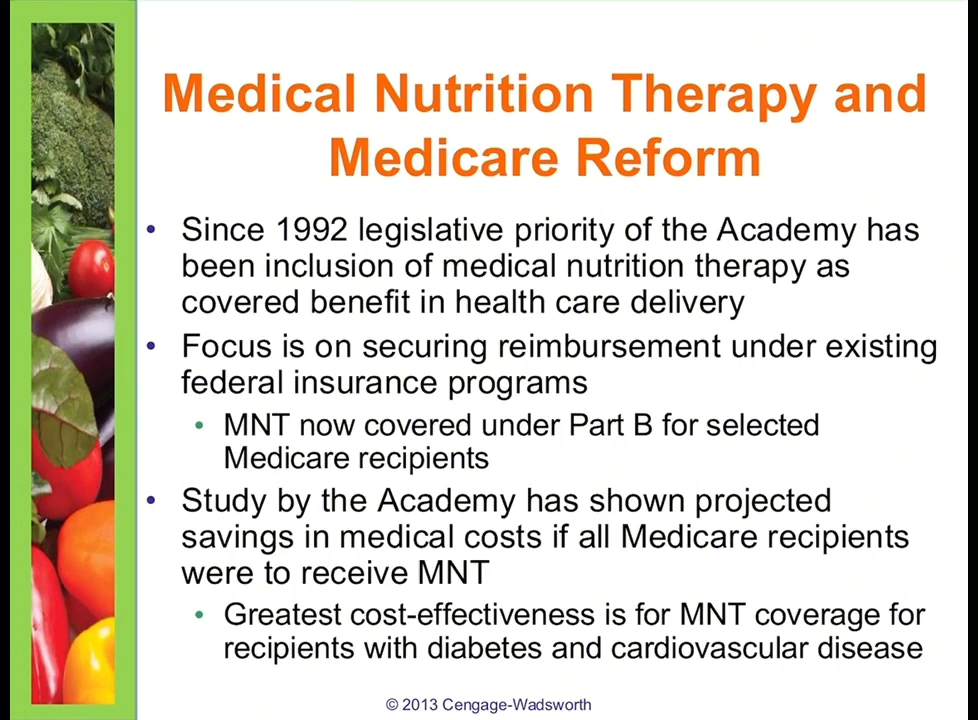 Medical Nutrition Therapy and
Medicare Reform
• Since 1992 legislative priority of the Academy has
been inclusion of medical nutrition therapy as
covered benefit in health care delivery
• Focus is on securing reimbursement under existing
federal insurance programs
• MNT now covered under Part B for selected
Medicare recipients
• Study by the Academy has shown projected
savings in medical costs if all Medicare recipients
were to receive MNT
• Greatest cost-effectiveness is for MNT coverage for
recipients with diabetes and cardiovascular disease
© 2013 Cengage-Wadsworth